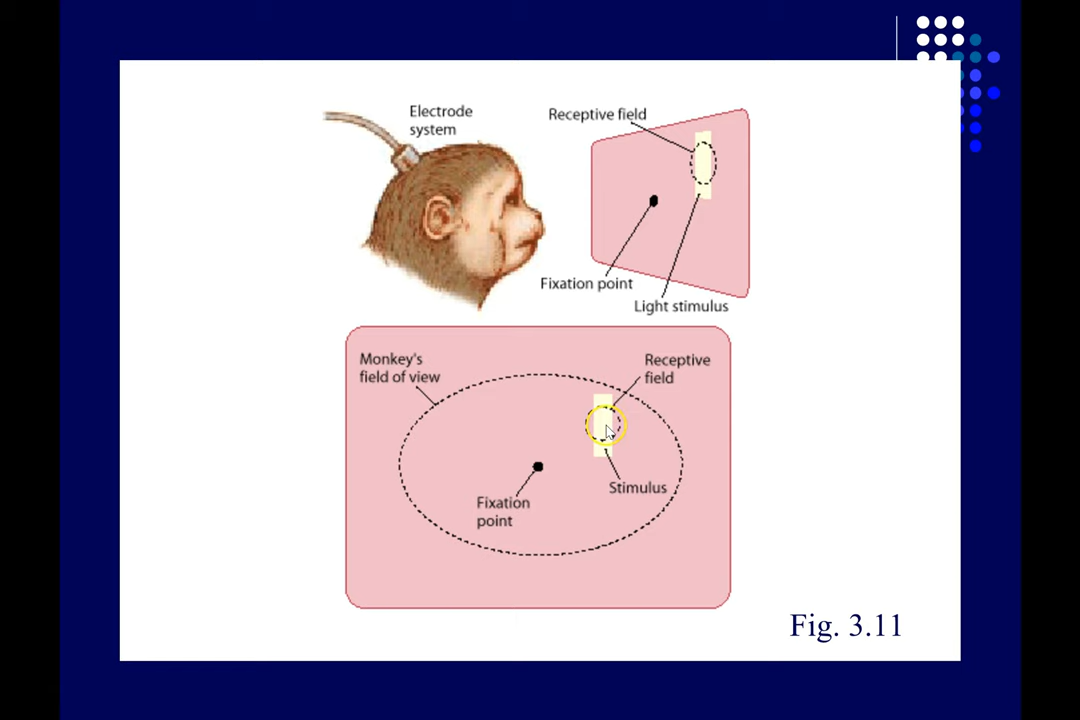 Electrode
system
Receptive field
Fixation point
Light stimulus
Monkey's
field of view
Receptive
field
Stimulus
Fixation
point
Fig. 3.11